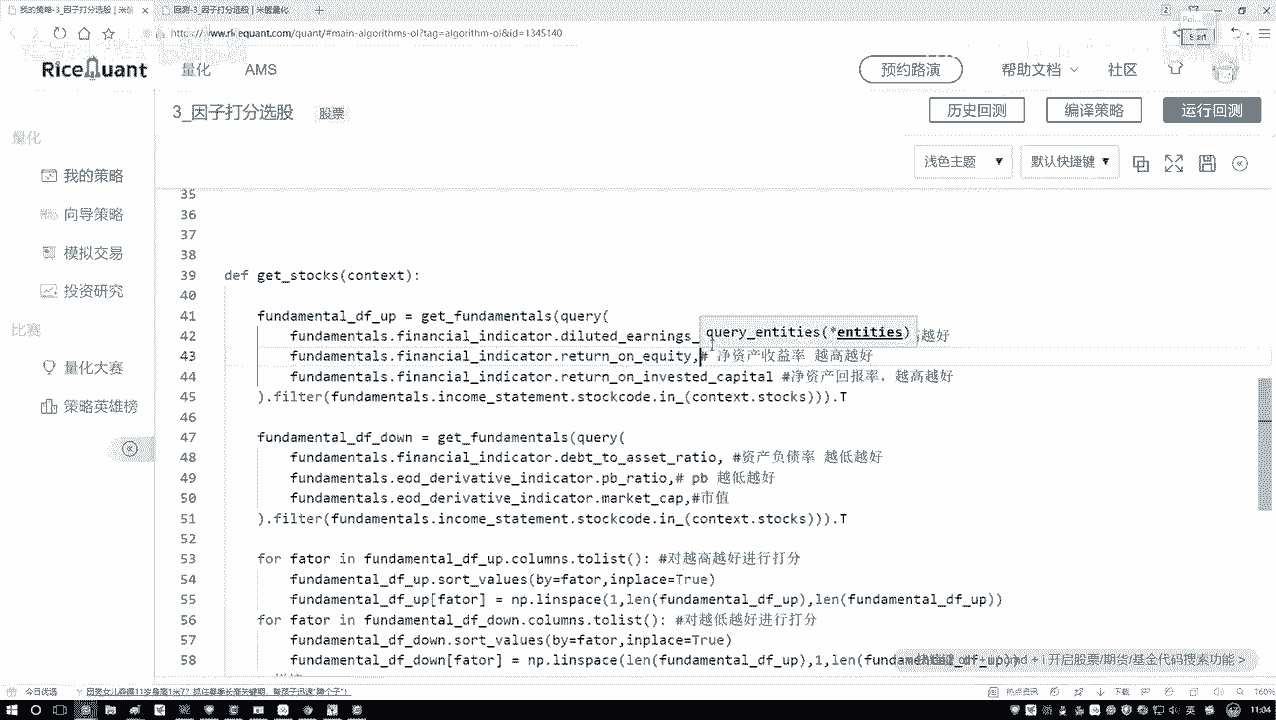 我的策略-3_因子打分选股 | 米筐
回测-3_因子打分选股 | 米筐量化
http://www.ricequant.com/quant/#main-algorithms-ol?tag=algorithm-ol&id=1345140
RiceQuant
量化
AMS
预约路演
帮助文档
社区
3_因子打分选股
股票
历史回测
编译策略
运行回测
浅色主题
默认快捷键
量化
我的策略
向导策略
模拟交易
投资研究
比赛
量化大赛
策略英雄榜
35
36
37
38
39 def get_stocks(context):
40
41 fundamental_df_up = get_fundamentals(query(
42 fundamentals.financial_indicator.diluted_earnings_ 越好
query_entities(*entities)
43 fundamentals.financial_indicator.return_on_equity,# 净资产收益率 越高越好
44 fundamentals.financial_indicator.return_on_invested_capital #净资产回报率，越高越好
45 ).filter(fundamentals.income_statement.stockcode.in_(context.stocks))).T
46
47 fundamental_df_down = get_fundamentals(query(
48 fundamentals.financial_indicator.debt_to_asset_ratio, #资产负债率 越低越好
49 fundamentals.eod_derivative_indicator.pb_ratio,# pb 越低越好
50 fundamentals.eod_derivative_indicator.market_cap,#市值
51 ).filter(fundamentals.income_statement.stockcode.in_(context.stocks))).T
52
53 for fator in fundamental_df_up.columns.tolist(): #对越高越好进行打分
54 fundamental_df_up.sort_values(by=fator,inplace=True)
55 fundamental_df_up[fator] = np.linspace(1,len(fundamental_df_up),len(fundamental_df_up))
56 for fator in fundamental_df_down.columns.tolist(): #对越低越好进行打分
57 fundamental_df_down.sort_values(by=fator,inplace=True)
58 fundamental_df_down[fator] = np.linspace(len(fundamental_df_up),1,len(fundamental_df_up))
开启股票/期货/基金代码搜索功能 >
今日优选
热点资讯
下载
160%
英
11:04